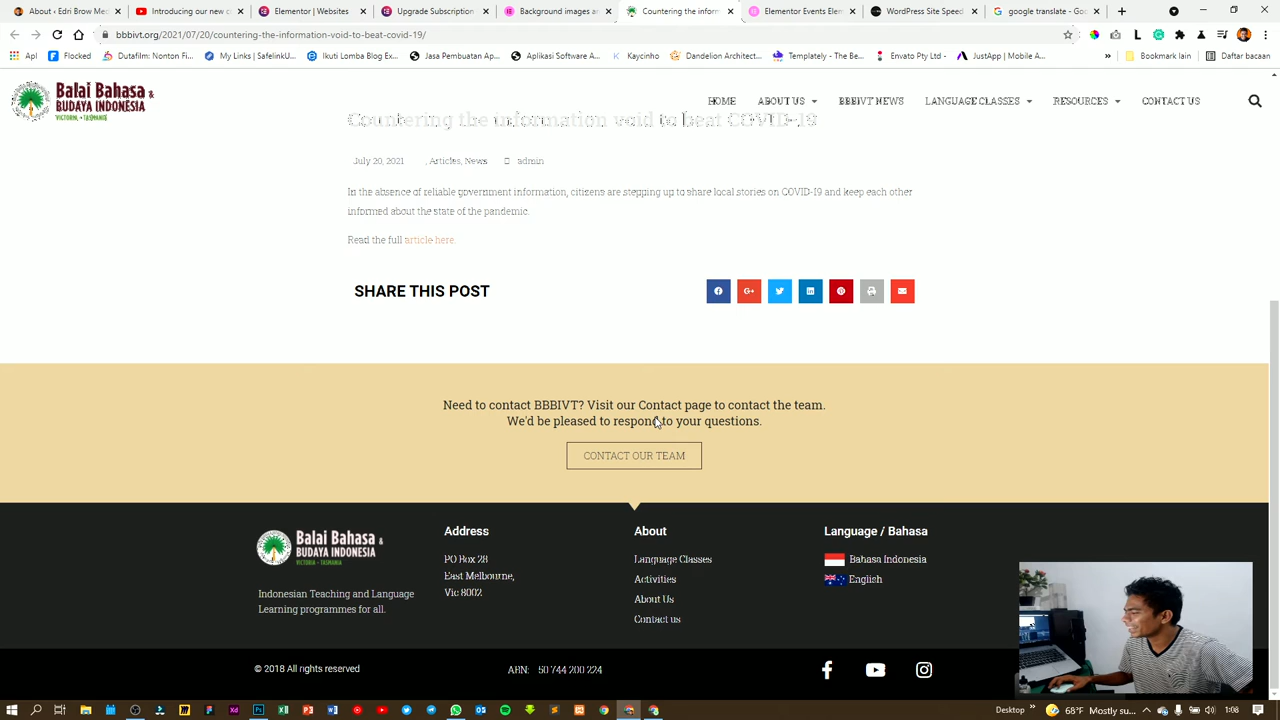 About ‹ Edi Brow Me
Our new c
Elementor | Websites
Upgrade Subscription
Background images a
Countering the inform
Elementor Events Elem
WordPress Site Speed
google translate - Goo
bbbivt.org/2021/07/20/countering-the-information-void-to-beat-covid-19/
Apl
Flocked
Dutafilm: Nonton Fi...
My Links | SafelinkU...
Ikuti Lomba Blog Ex...
Jasa Pembuatan Ap...
Aplikasi Software A...
Kaycinho
Dandelion Architect...
Templately - The Be...
Envato Pty Ltd -
JustApp | Mobile A...
»
Bookmark lain
Daftar bacaan
Balai Bahasa &
BUDAYA INDONESIA
VICTORIA - TASMANIA
HOME
ABOUT US
BBBIVT NEWS
LANGUAGE CLASSES
RESOURCES
CONTACT US
Countering the information void to beat COVID-19
July 20, 2021
, Articles, News
admin
In the absence of reliable government information, citizens are stepping up to share local stories on COVID-19 and keep each other
informed about the state of the pandemic.
Read the full article here.
SHARE THIS POST
Need to contact BBBIVT? Visit our Contact page to contact the team.
We'd be pleased to respond to your questions.
CONTACT OUR TEAM
Balai Bahasa &
BUDAYA INDONESIA
VICTORIA - TASMANIA
Indonesian Teaching and Language
Learning programmes for all.
Address
PO Box 28
East Melbourne,
Vic 8002
About
Language Classes
Activities
About Us
Contact us
Language / Bahasa
Bahasa Indonesia
English
© 2018 All rights reserved
ABN: 50 744 200 224
Desktop
»
68°F Mostly su...
1:08